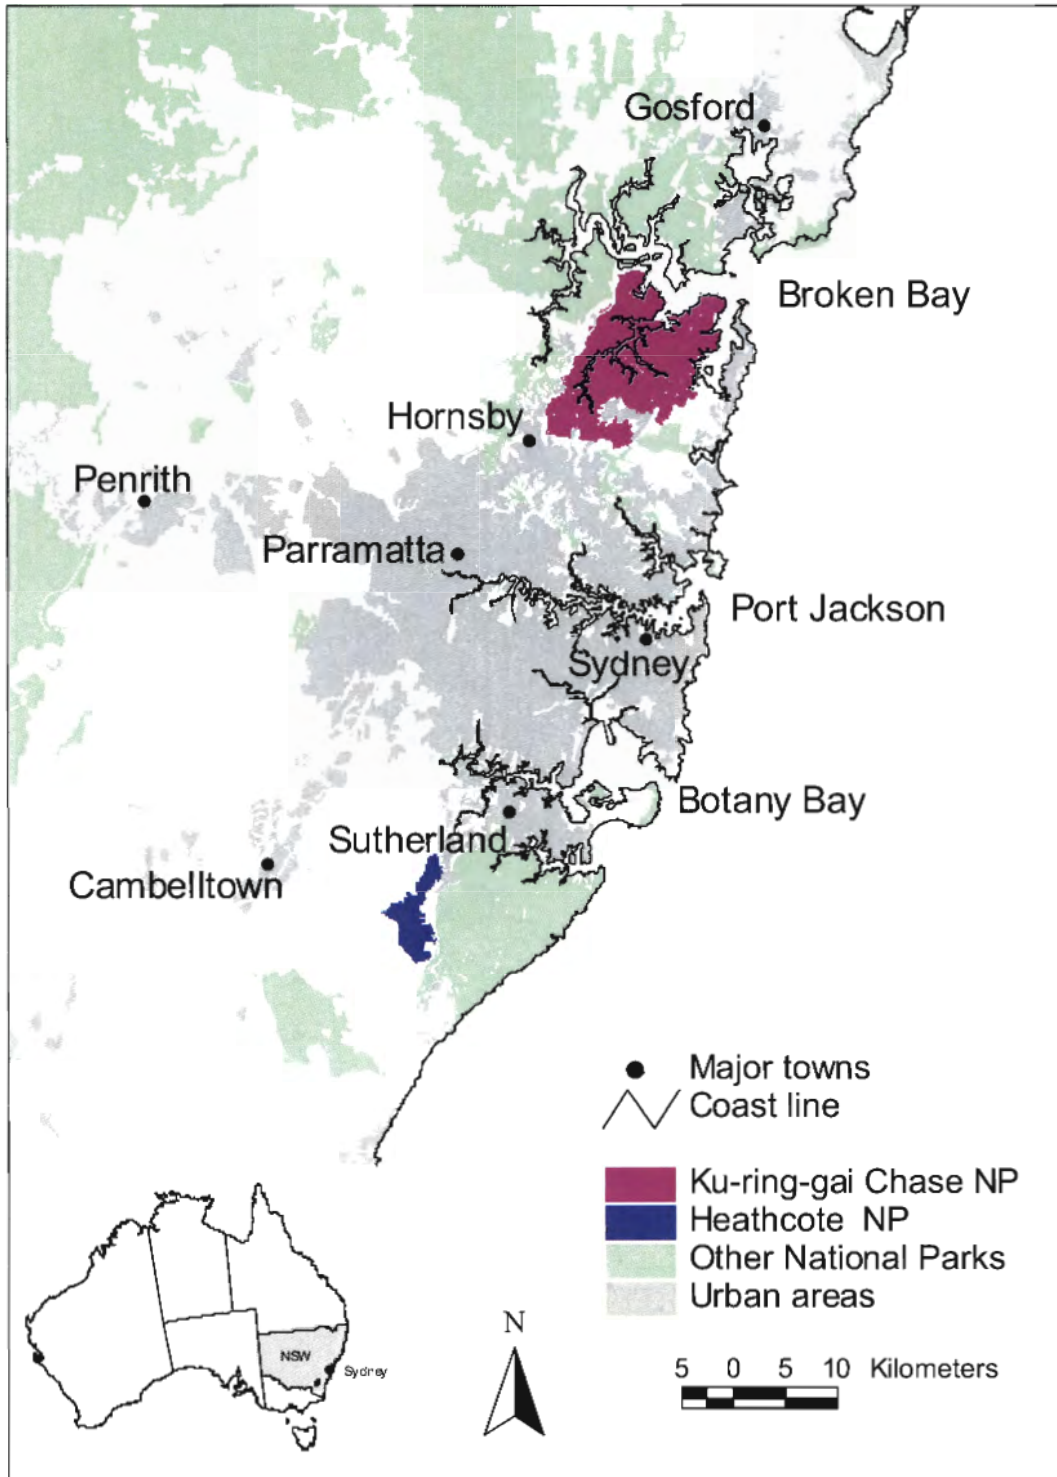 Gosford
Broken Bay
Hornsby
Penrith
Parramatta
Port Jackson
Sydney
Botany Bay
Sutherland
Cambelltown
Major towns
Coast line
Ku-ring-gai Chase NP
Heathcote NP
Other National Parks
Urban areas
N
NSW
Sydney
5 0 5 10 Kilometers